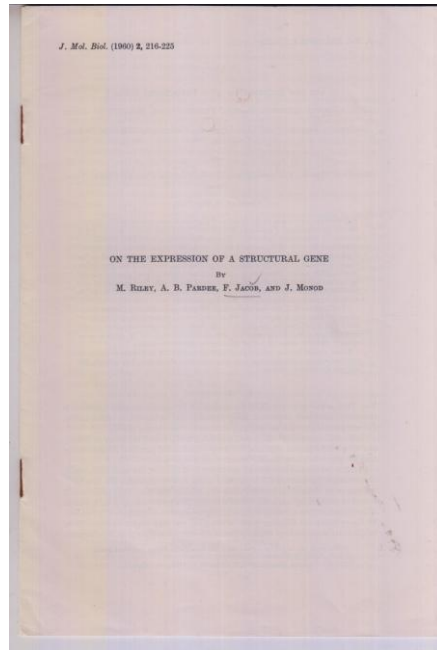 J. Mol. Biol. (1960) 2, 216-225
ON THE EXPRESSION OF A STRUCTURAL GENE
BY
M. RILEY, A. B. PARDEE, F. JACOB, AND J. MONOD